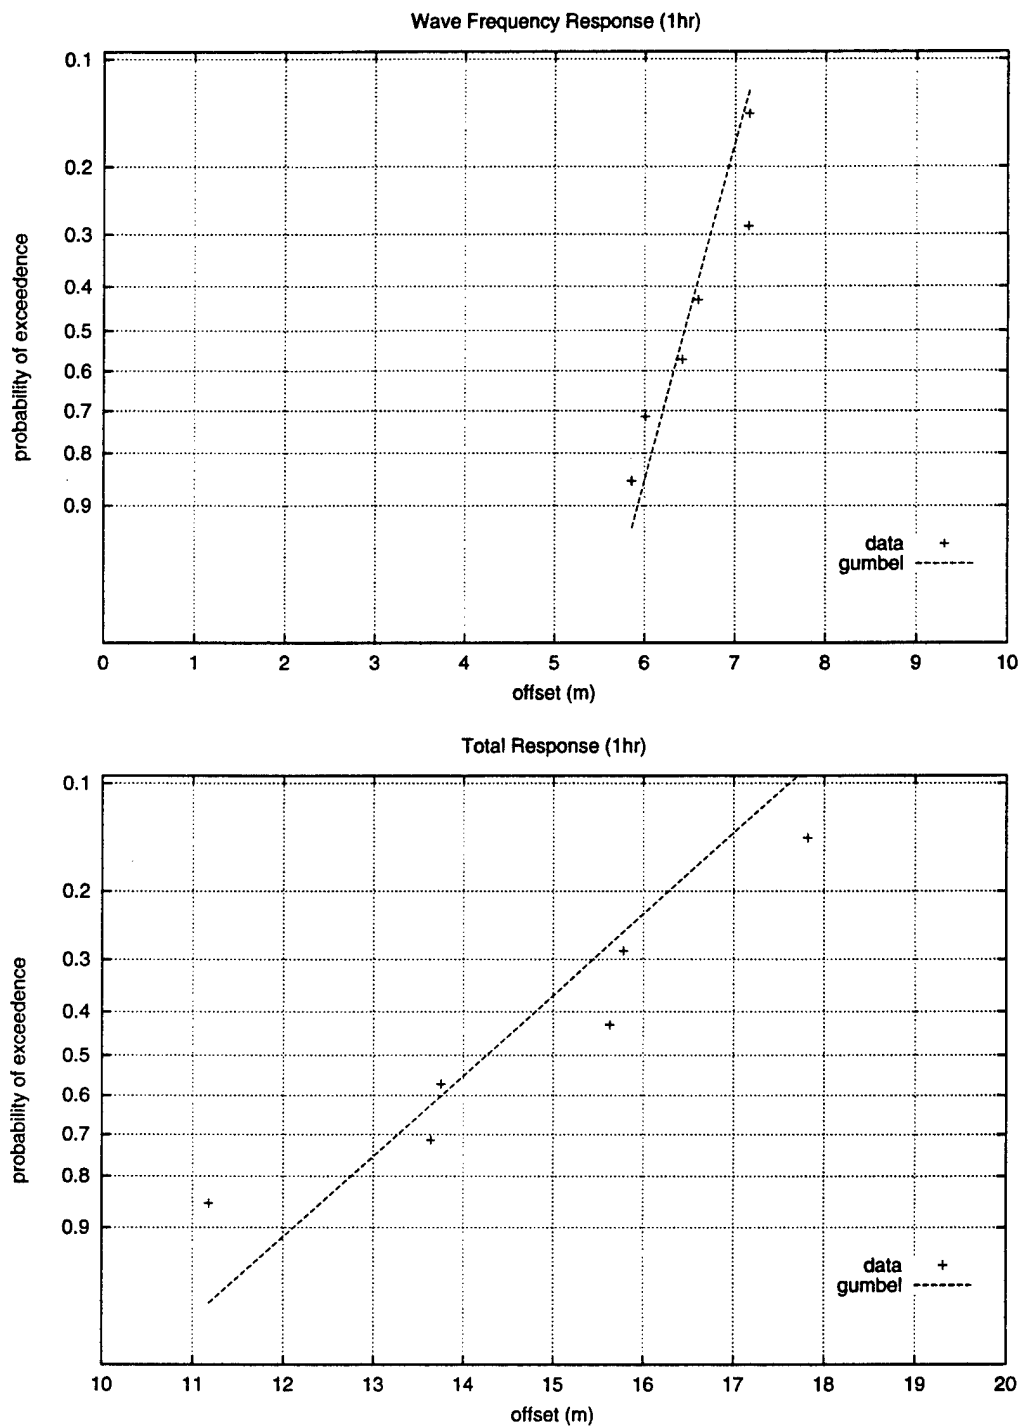 Wave Frequency Response (1hr)
0.1
0.2
0.3
0.4
0.5
0.6
0.7
0.8
0.9
probability of exceedence
data
gumbel
0 1 2 3 4 5 6 7 8 9 10
offset (m)
Total Response (1hr)
0.1
0.2
0.3
0.4
0.5
0.6
0.7
0.8
0.9
probability of exceedence
data
gumbel
10 11 12 13 14 15 16 17 18 19 20
offset (m)